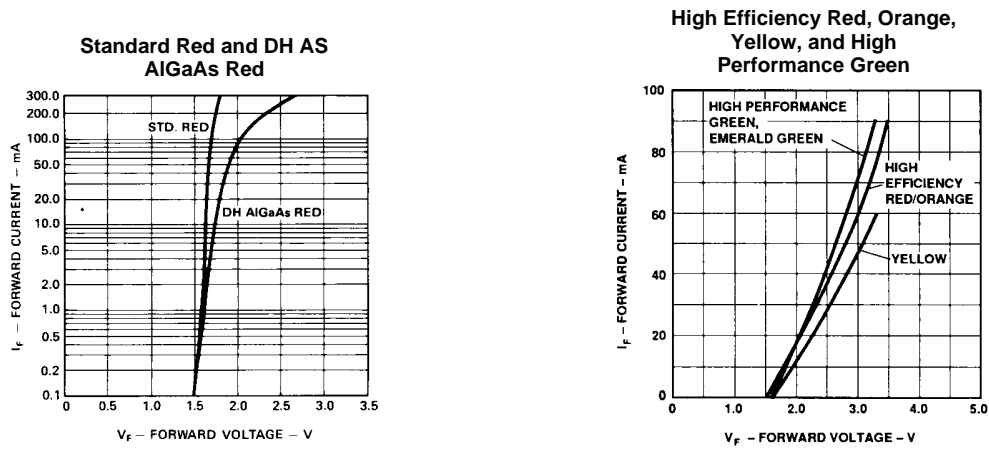 Standard Red and DH AS
AlGaAs Red
300.0
200.0
100.0
50.0
20.0
10.0
5.0
2.0
1.0
0.5
0.2
0.1
I_F – FORWARD CURRENT – mA
STD. RED
DH AlGaAs RED
0 0.5 1.0 1.5 2.0 2.5 3.0 3.5
V_F – FORWARD VOLTAGE – V
High Efficiency Red, Orange,
Yellow, and High
Performance Green
100
80
60
40
20
0
I_F – FORWARD CURRENT – mA
HIGH PERFORMANCE
GREEN,
EMERALD GREEN
HIGH
EFFICIENCY
RED/ORANGE
YELLOW
0 1.0 2.0 3.0 4.0 5.0
V_F – FORWARD VOLTAGE – V